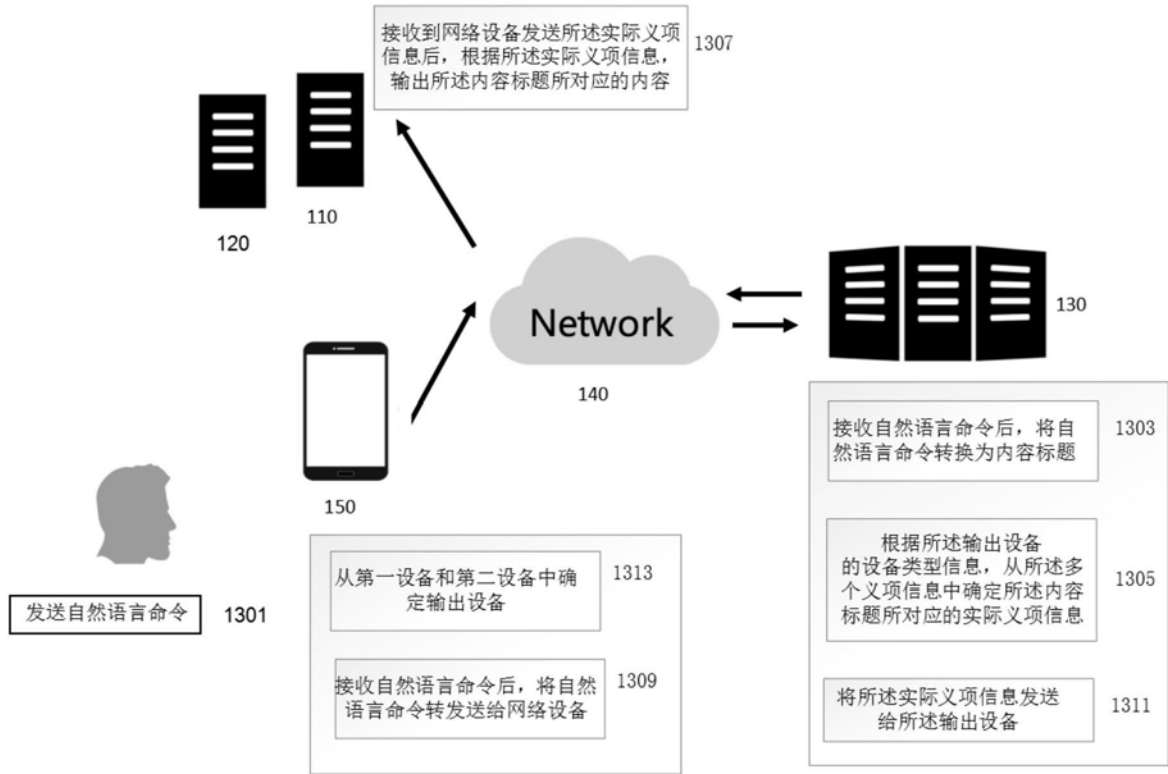 接收到网络设备发送所述实际义项
信息后，根据所述实际义项信息，
输出所述内容标题所对应的内容
1307
110
120
Network
140
130
150
发送自然语言命令
1301
从第一设备和第二设备中确
定输出设备
1313
接收自然语言命令后，将自然
语言命令转发送给网络设备
1309
接收自然语言命令后，将自
然语言命令转换为内容标题
1303
根据所述输出设备
的设备类型信息，从所述多
个义项信息中确定所述内容
标题所对应的实际义项信息
1305
将所述实际义项信息发送
给所述输出设备
1311